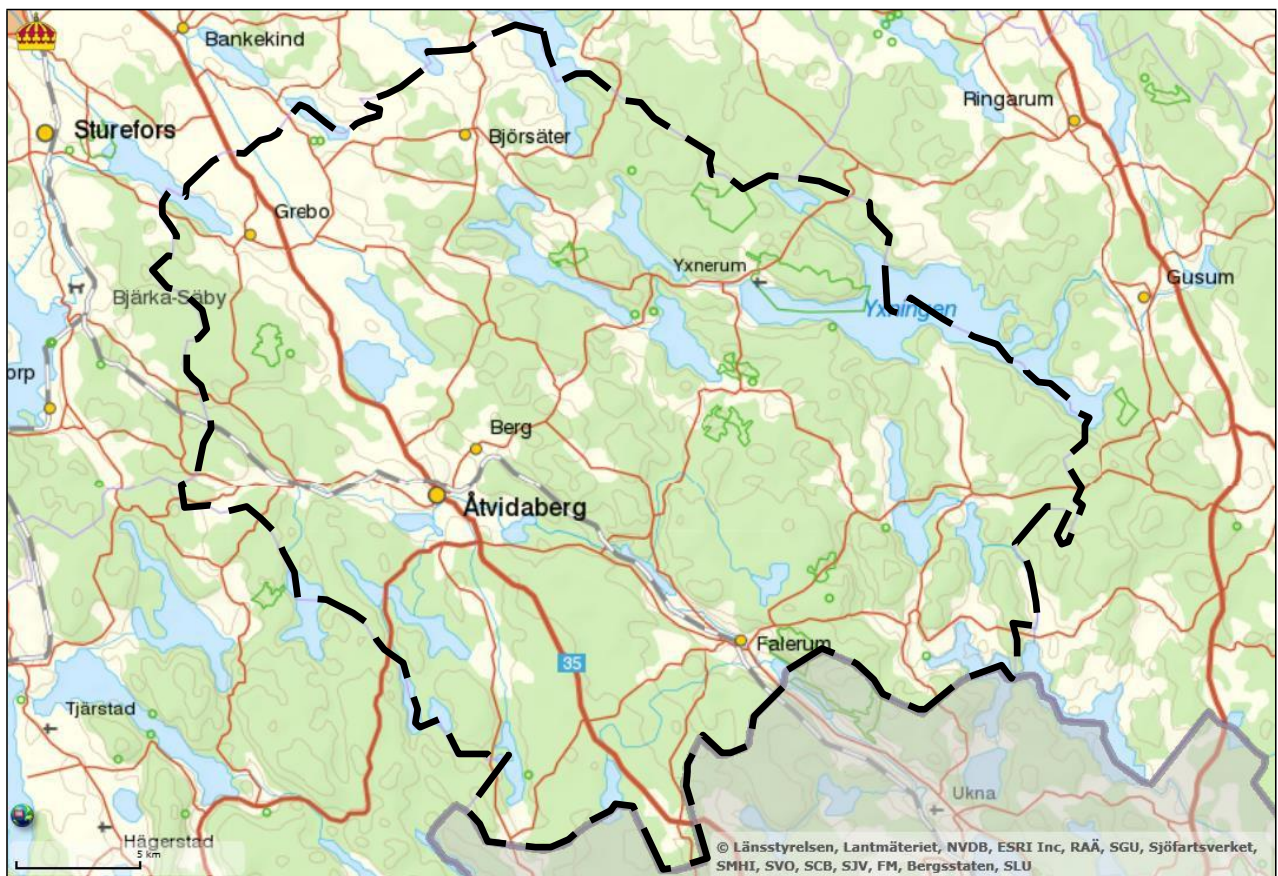 Bankekind
Ringarum
Sturefors
Björsäter
Grebo
Yxnerum
Gusum
Bjärka-Säby
Yxningen
orp
Berg
Åtvidaberg
Falerum
35
Tjärstad
Ukna
Hägerstad
5 km
© Länsstyrelsen, Lantmäteriet, NVDB, ESRI Inc, RAÄ, SGU, Sjöfartsverket,
SMHI, SVO, SCB, SJV, FM, Bergsstaten, SLU